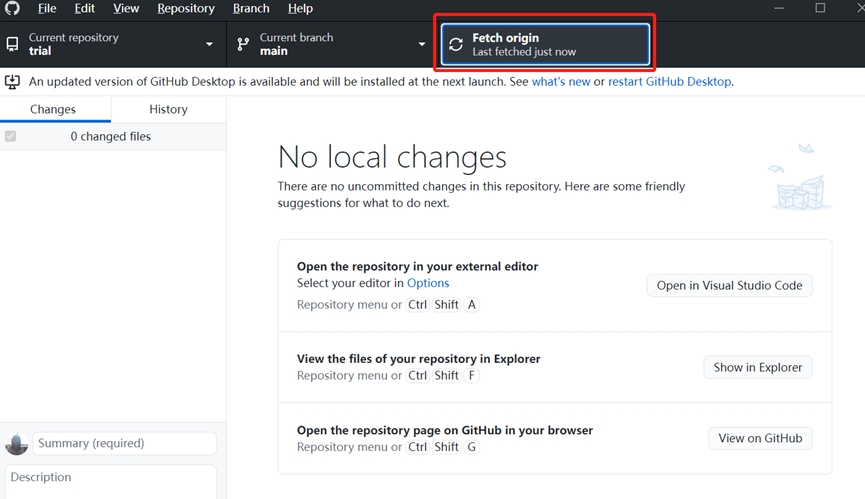 File Edit View Repository Branch Help
Current repository
trial
Current branch
main
Fetch origin
Last fetched just now
An updated version of GitHub Desktop is available and will be installed at the next launch. See what's new or restart GitHub Desktop.
Changes History
0 changed files
No local changes
There are no uncommitted changes in this repository. Here are some friendly
suggestions for what to do next.
Open the repository in your external editor
Select your editor in Options
Repository menu or Ctrl Shift A
Open in Visual Studio Code
View the files of your repository in Explorer
Repository menu or Ctrl Shift F
Show in Explorer
Open the repository page on GitHub in your browser
Repository menu or Ctrl Shift G
View on GitHub
Summary (required)
Description